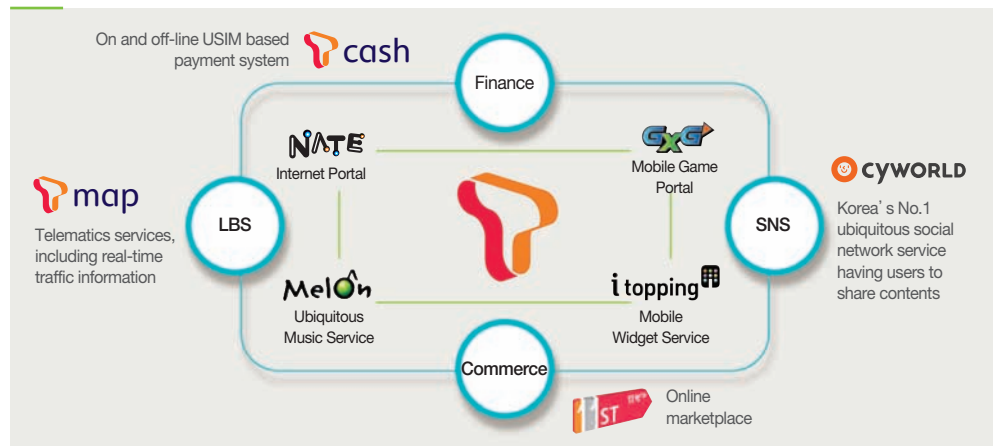 On and off-line USIM based
payment system
cash
Finance
NATE
Internet Portal
GxG
Mobile Game
Portal
map
Telematics services,
including real-time
traffic information
LBS
SNS
CYWORLD
Korea's No.1
ubiquitous social
network service
having users to
share contents
MelOn
Ubiquitous
Music Service
i topping
Mobile
Widget Service
Commerce
11ST
Online
marketplace